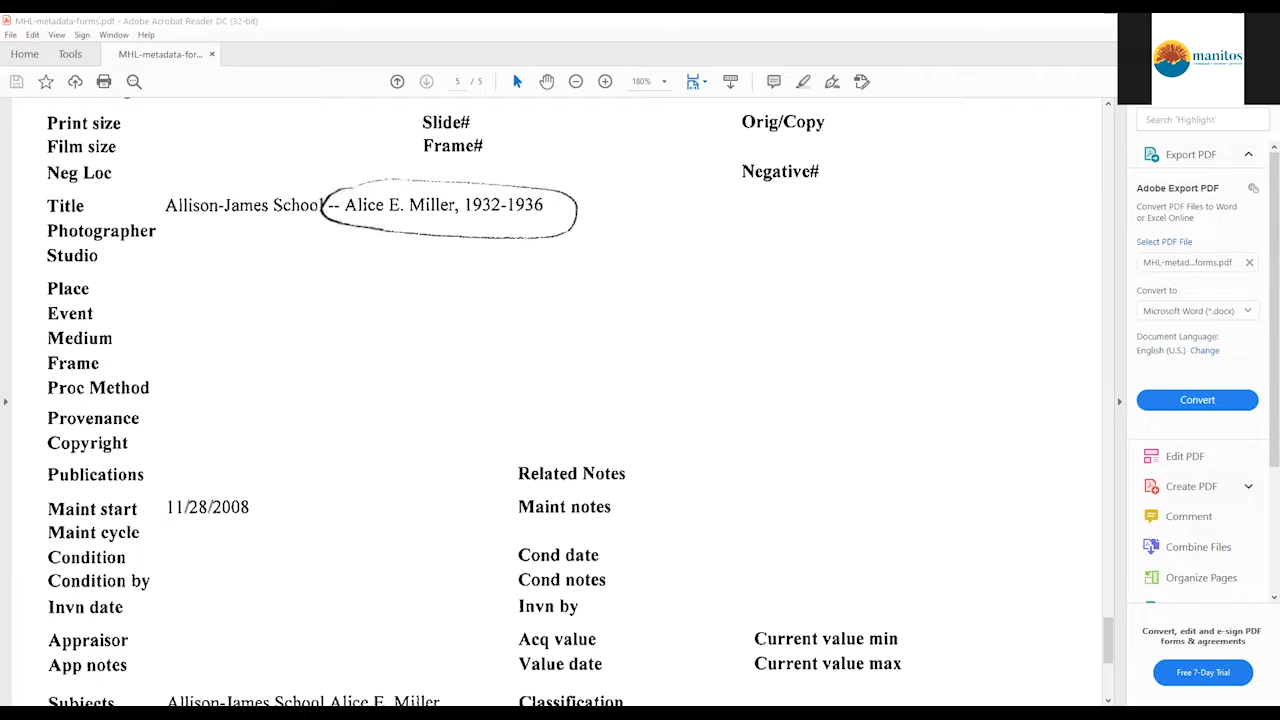 MHL-metadata-forms.pdf - Adobe Acrobat Reader DC (32-bit)
File Edit View Sign Window Help
Home Tools MHL-metadata-for... ×
5 / 5 180%
manitos
Search 'Highlight'
Export PDF
Adobe Export PDF
Convert PDF Files to Word
or Excel Online
Select PDF File
MHL-metad...forms.pdf
Convert to
Microsoft Word (*.docx)
Document Language:
English (U.S.) Change
Convert
Edit PDF
Create PDF
Comment
Combine Files
Organize Pages
Convert, edit and e-sign PDF
forms & agreements
Free 7-Day Trial
Print size Slide# Orig/Copy
Film size Frame#
Neg Loc Negative#
Title Allison-James School -- Alice E. Miller, 1932-1936
Photographer
Studio
Place
Event
Medium
Frame
Proc Method
Provenance
Copyright
Publications Related Notes
Maint start 11/28/2008 Maint notes
Maint cycle
Condition Cond date
Condition by Cond notes
Invn date Invn by
Appraisor Acq value Current value min
App notes Value date Current value max
Subjects Allison-James School Alice E. Miller Classification